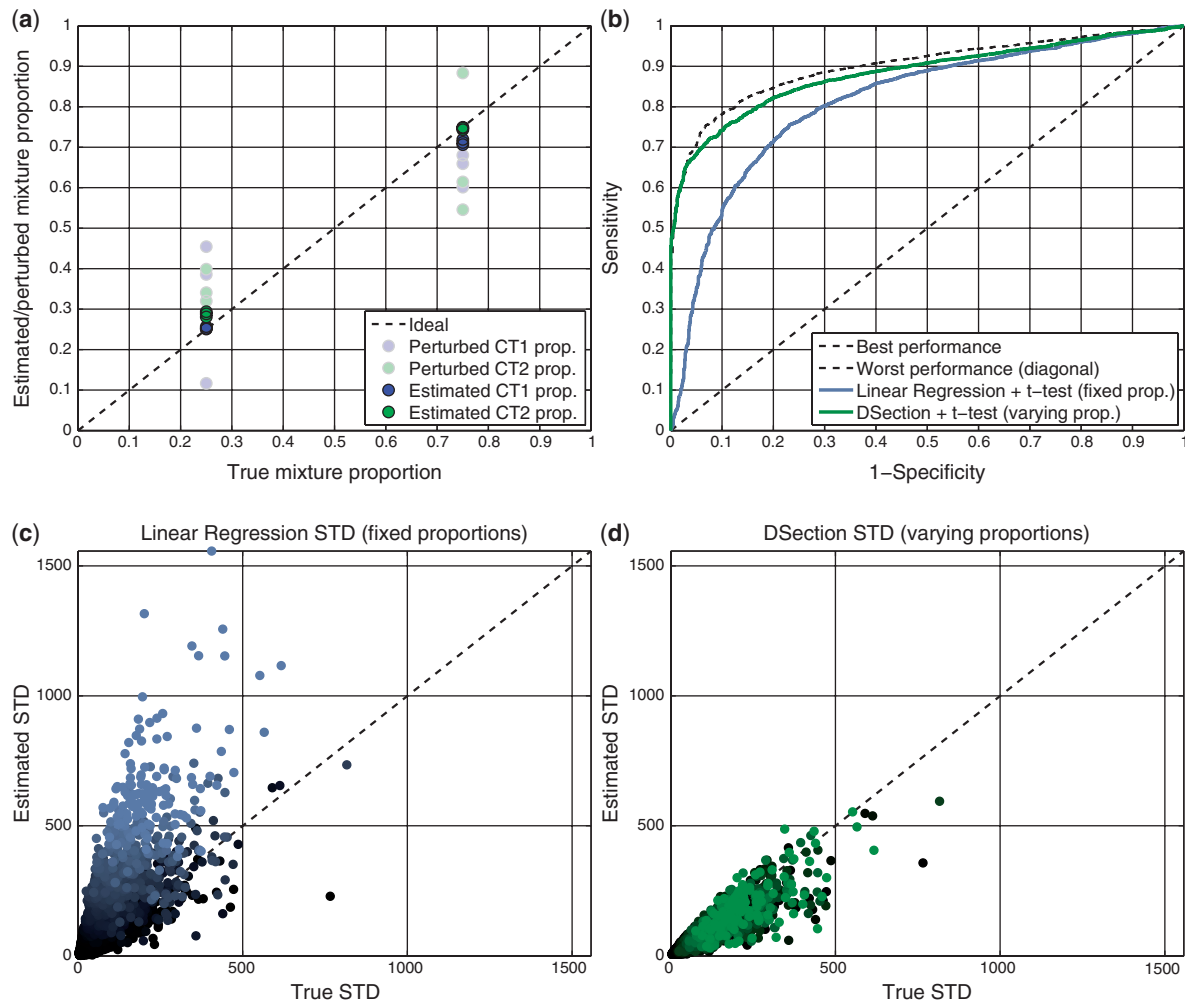 (a)
1
0.9
0.8
0.7
0.6
0.5
0.4
0.3
0.2
0.1
0
Estimated/perturbed mixture proportion
Ideal
Perturbed CT1 prop.
Perturbed CT2 prop.
Estimated CT1 prop.
Estimated CT2 prop.
0 0.1 0.2 0.3 0.4 0.5 0.6 0.7 0.8 0.9 1
True mixture proportion
(b)
1
0.9
0.8
0.7
0.6
0.5
0.4
0.3
0.2
0.1
0
Sensitivity
Best performance
Worst performance (diagonal)
Linear Regression + t−test (fixed prop.)
DSection + t−test (varying prop.)
0 0.1 0.2 0.3 0.4 0.5 0.6 0.7 0.8 0.9 1
1−Specificity
(c)
Linear Regression STD (fixed proportions)
1500
1000
500
0
Estimated STD
0 500 1000 1500
True STD
(d)
DSection STD (varying proportions)
1500
1000
500
0
Estimated STD
0 500 1000 1500
True STD